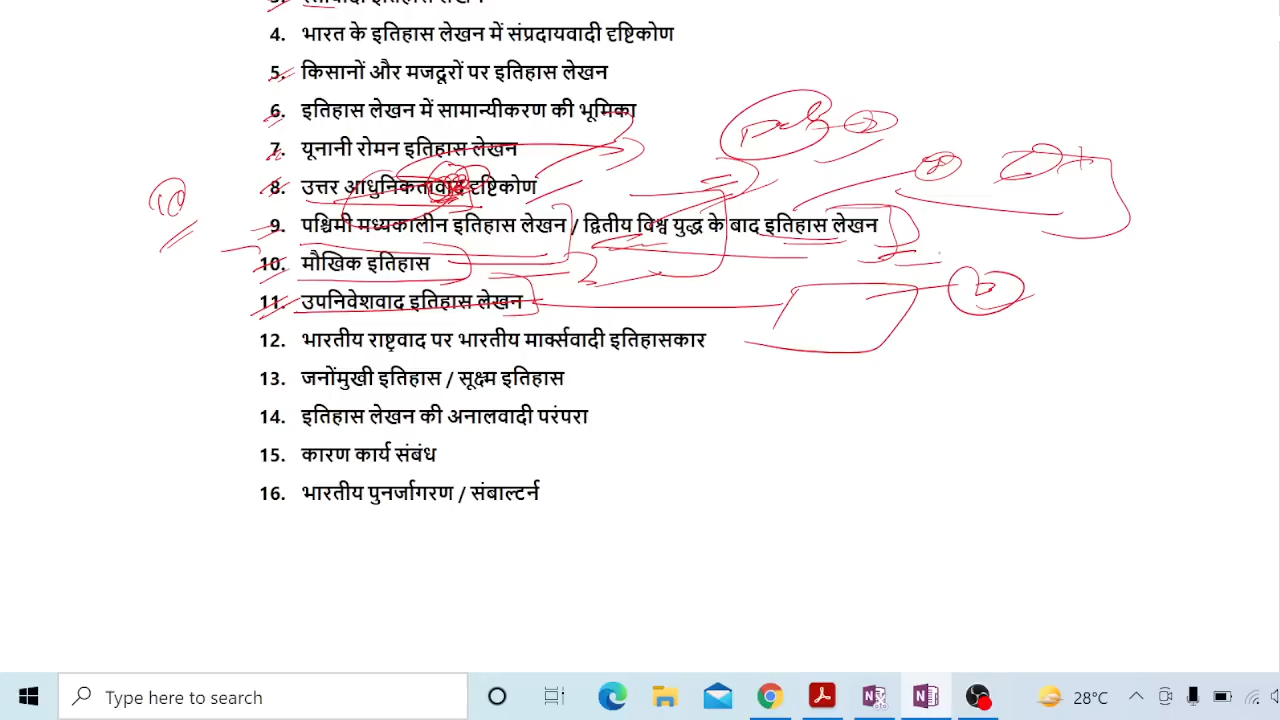 4. भारत के इतिहास लेखन में संप्रदायवादी दृष्टिकोण
5. किसानों और मजदूरों पर इतिहास लेखन
6. इतिहास लेखन में सामान्यीकरण की भूमिका
7. यूनानी रोमन इतिहास लेखन
8. उत्तर आधुनिकतावाद दृष्टिकोण
9. पश्चिमी मध्यकालीन इतिहास लेखन / द्वितीय विश्व युद्ध के बाद इतिहास लेखन
10. मौखिक इतिहास
11. उपनिवेशवाद इतिहास लेखन
12. भारतीय राष्ट्रवाद पर भारतीय मार्क्सवादी इतिहासकार
13. जनोंमुखी इतिहास / सूक्ष्म इतिहास
14. इतिहास लेखन की अनालवादी परंपरा
15. कारण कार्य संबंध
16. भारतीय पुनर्जागरण / संबाल्टर्न
Type here to search
28°C